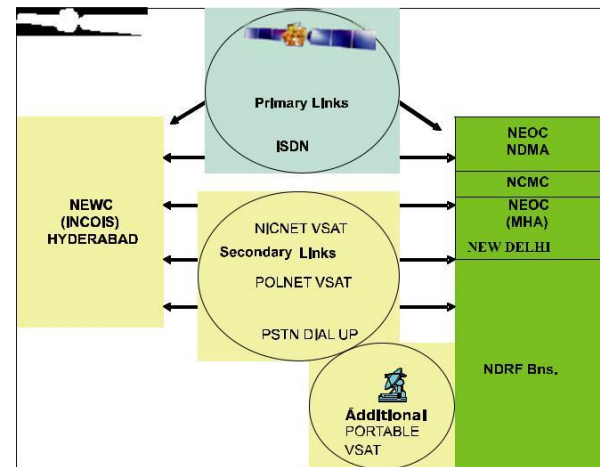 Primary Links
ISDN
NEWC
(INCOIS)
HYDERABAD
NICNET VSAT
Secondary Links
POLNET VSAT
PSTN DIAL UP
Additional
PORTABLE
VSAT
NEOC
NDMA
NCMC
NEOC
(MHA)
NEW DELHI
NDRF Bns.